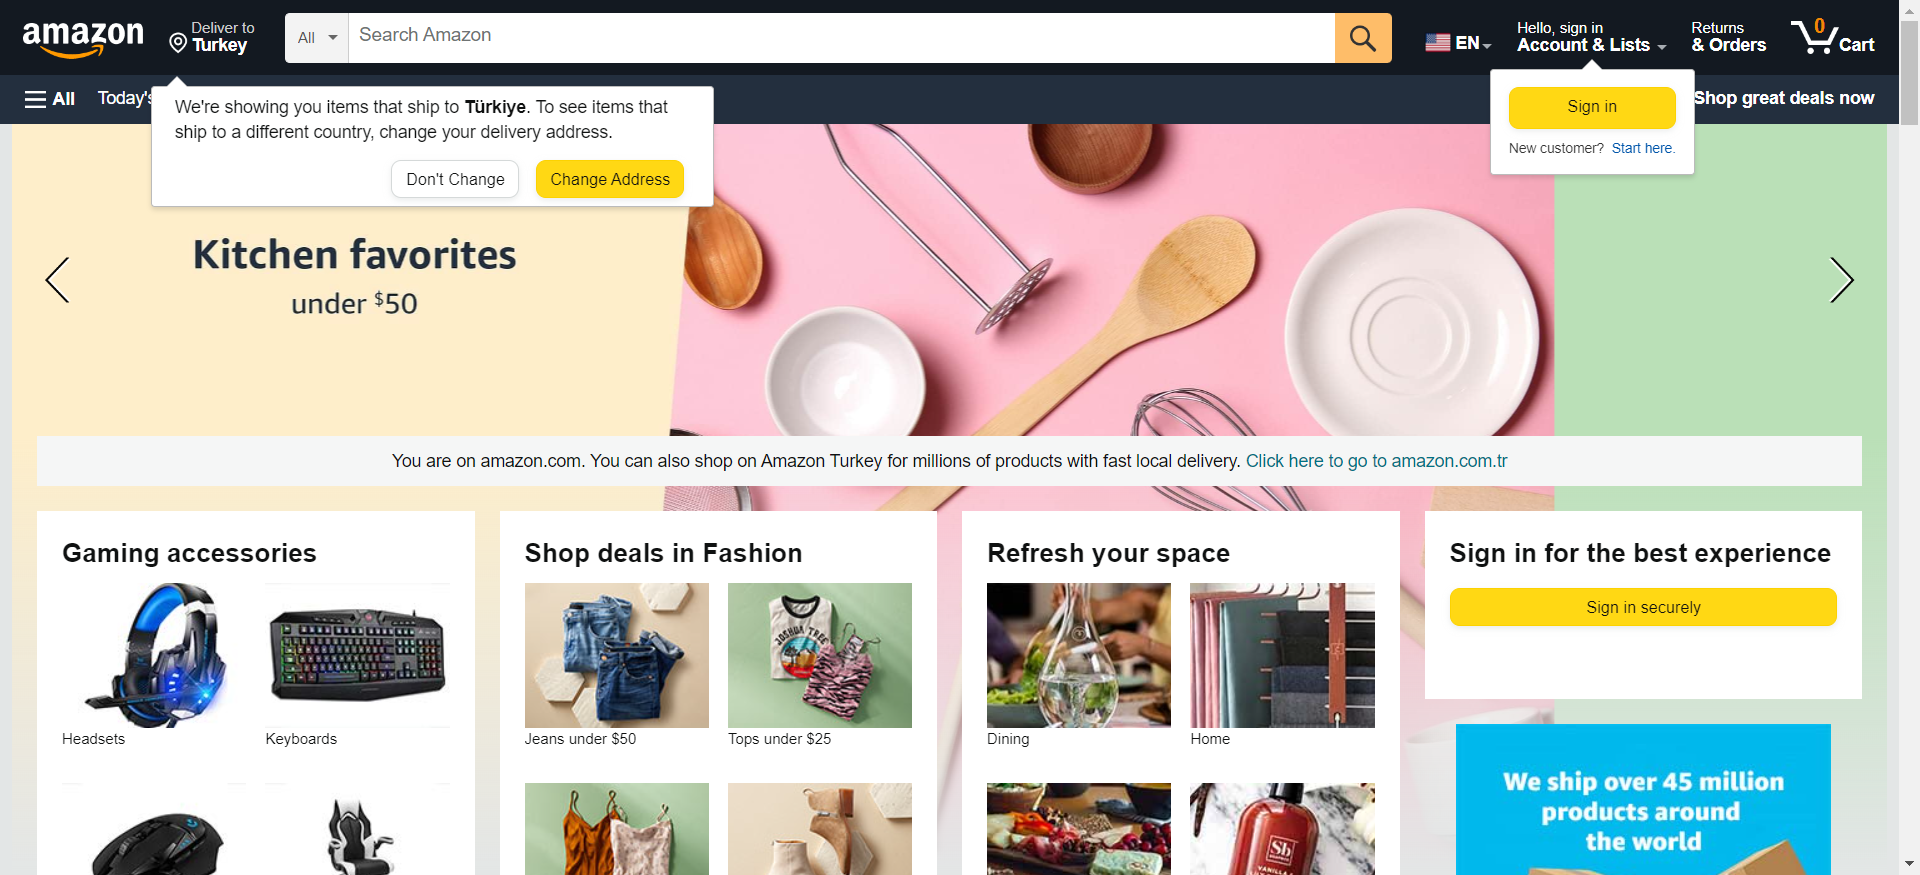 amazon
Deliver to
Turkey
All
Search Amazon
EN
Hello, sign in
Account & Lists
Returns
& Orders
0
Cart
All
Today's
Shop great deals now
We're showing you items that ship to Türkiye. To see items that
ship to a different country, change your delivery address.
Don't Change
Change Address
Sign in
New customer? Start here.
Kitchen favorites
under $50
You are on amazon.com. You can also shop on Amazon Turkey for millions of products with fast local delivery. Click here to go to amazon.com.tr
Gaming accessories
Headsets
Keyboards
Shop deals in Fashion
JOSHUA TREE
Jeans under $50
Tops under $25
Refresh your space
Dining
Home
Sb
Sign in for the best experience
Sign in securely
We ship over 45 million
products around
the world